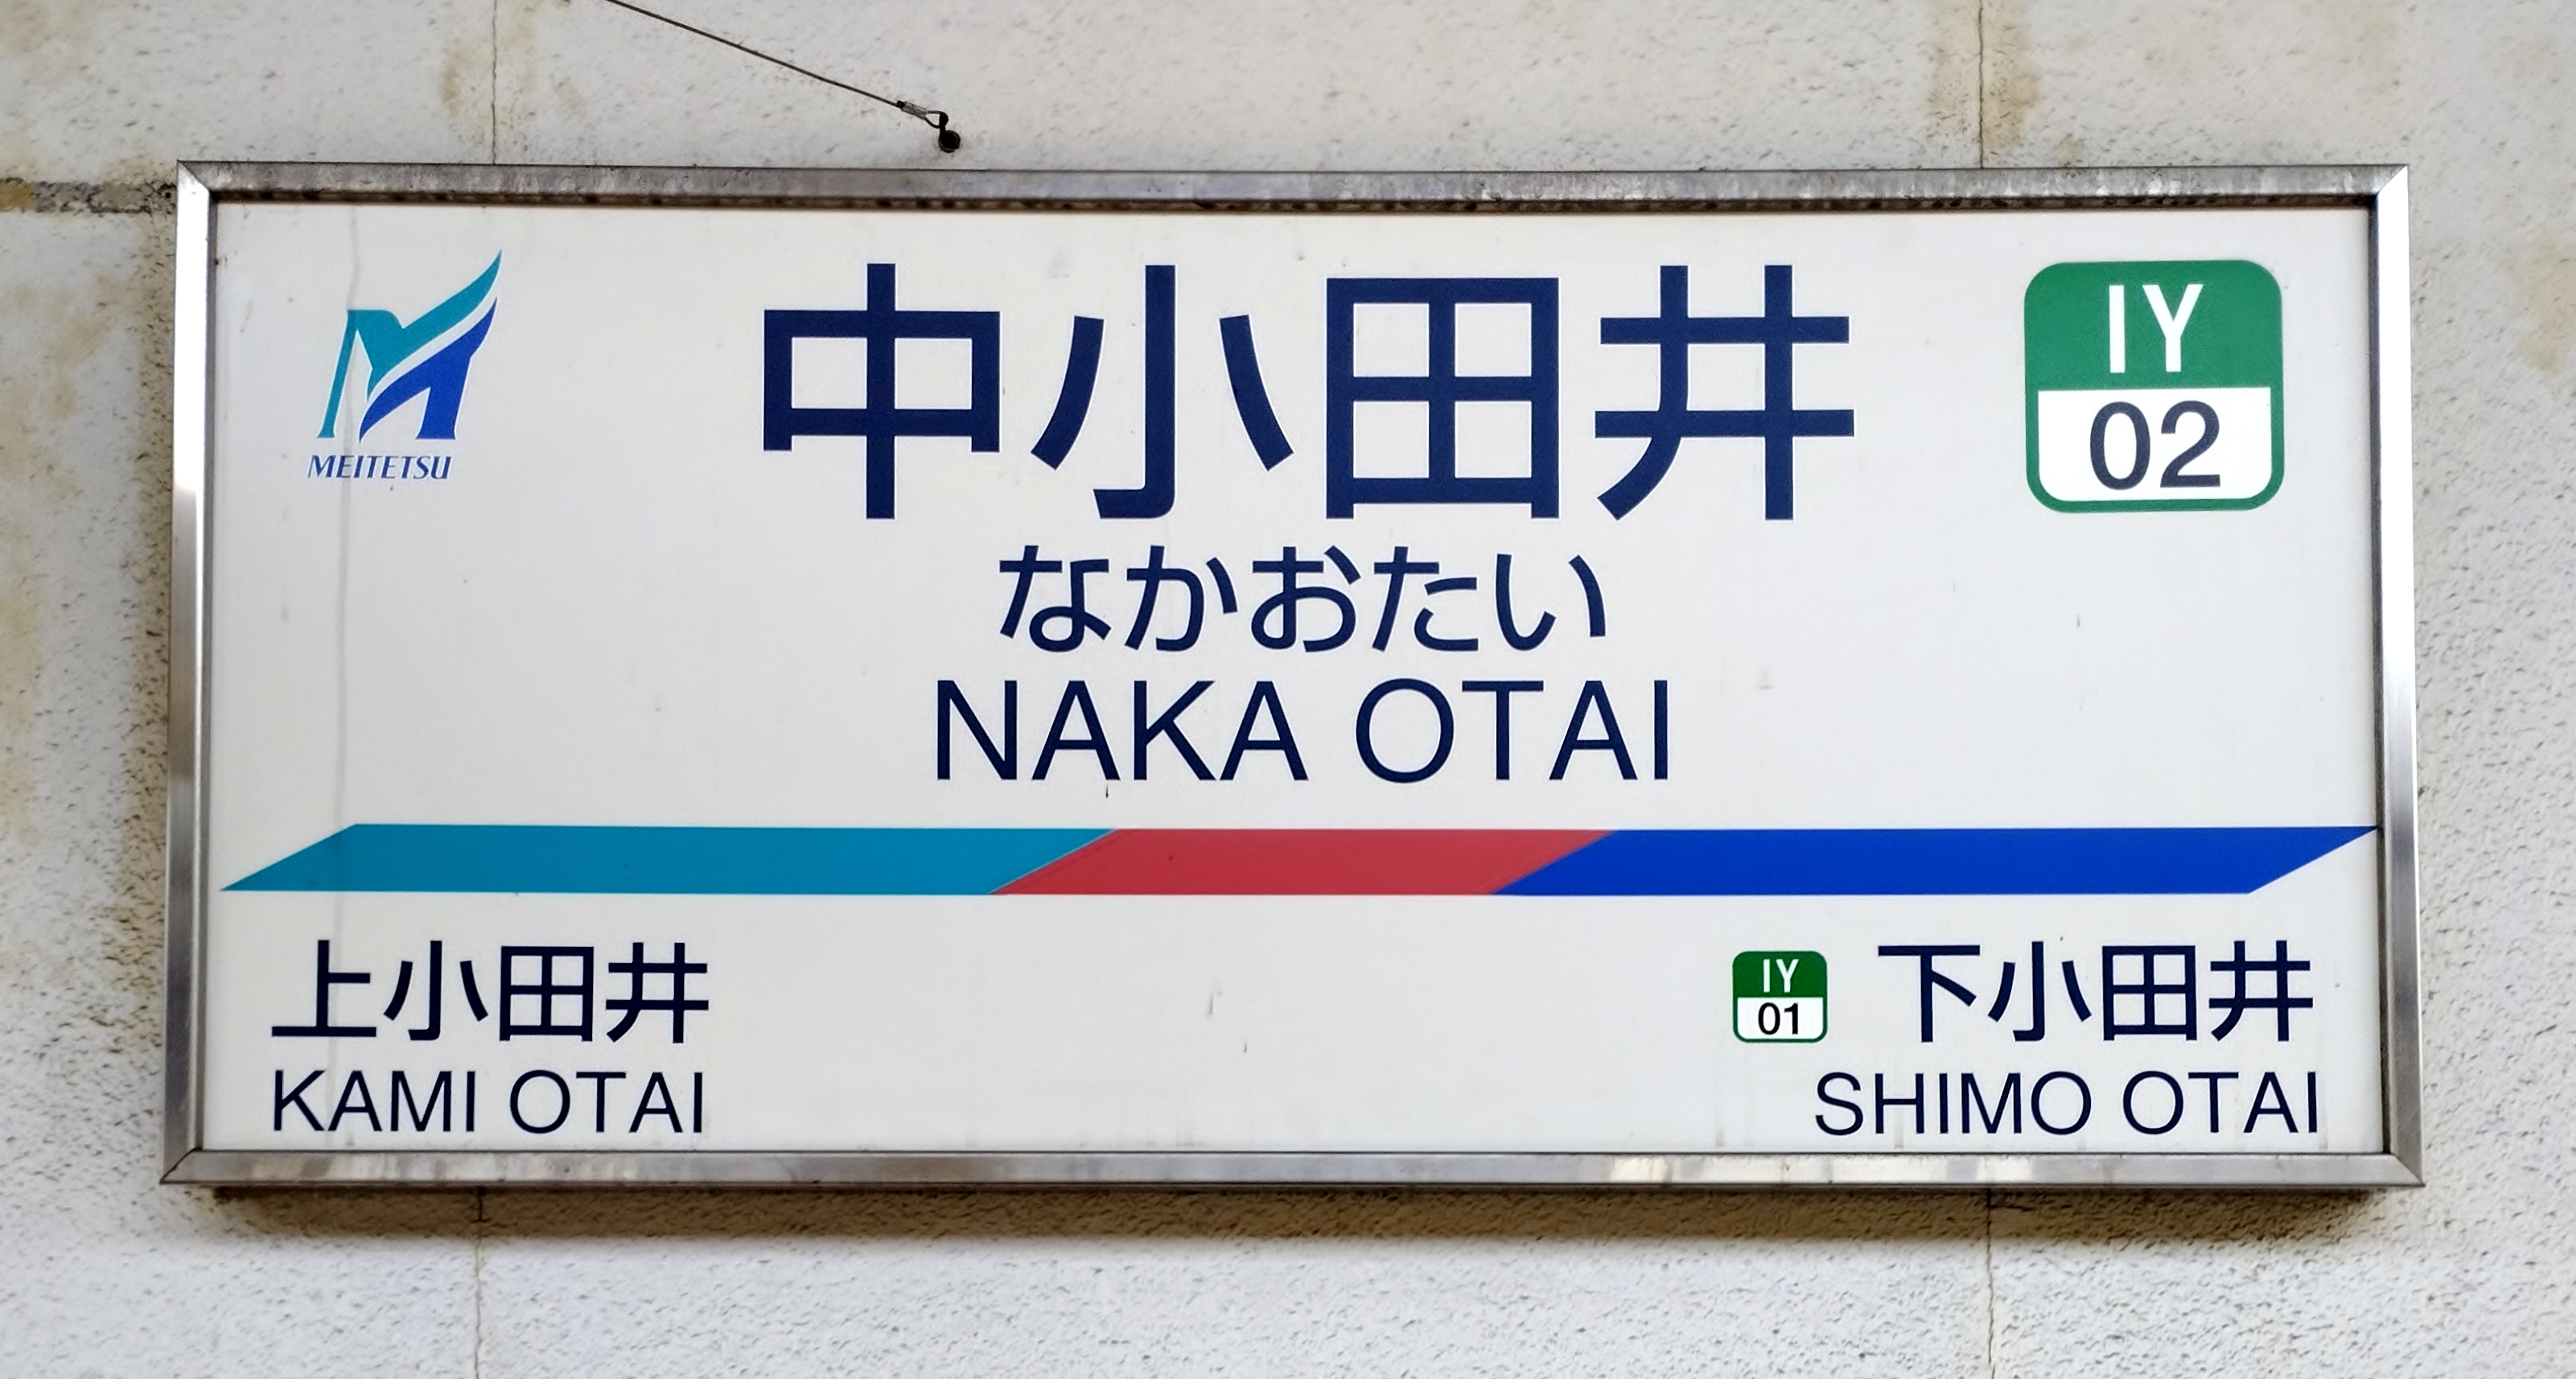 MEITETSU
中小田井
なかおたい
NAKA OTAI
IY
02
上小田井
KAMI OTAI
IY
01
下小田井
SHIMO OTAI